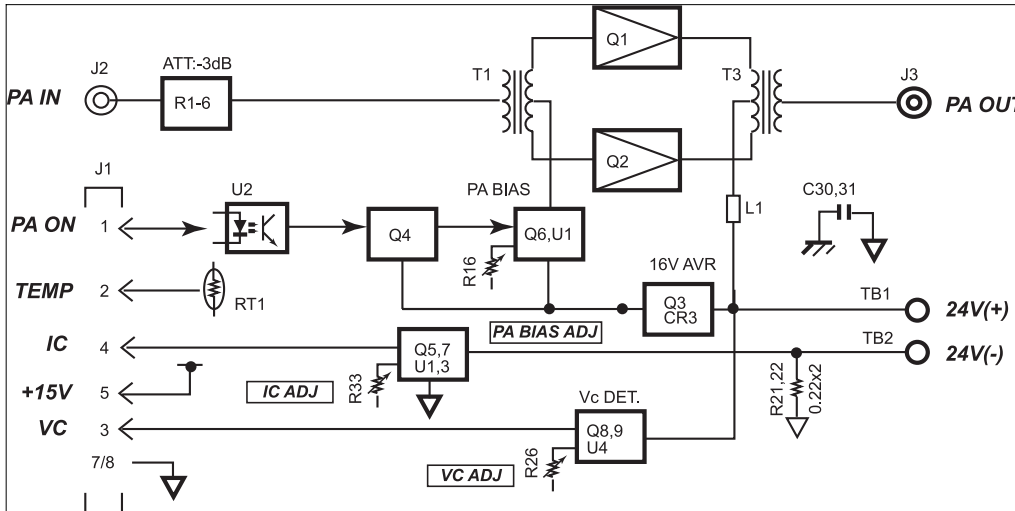 Q1
J2
ATT:-3dB
T1
T3
J3
PA IN
R1-6
PA OUT
Q2
J1
U2
PA BIAS
C30,31
PA ON
1
Q4
Q6,U1
L1
R16
16V AVR
TEMP
2
RT1
Q3
CR3
TB1
24V(+)
PA BIAS ADJ
IC
4
Q5,7
U1,3
TB2
24V(-)
+15V
5
IC ADJ
R33
R21,22
0.22x2
Vc DET.
VC
3
Q8,9
U4
7/8
VC ADJ
R26